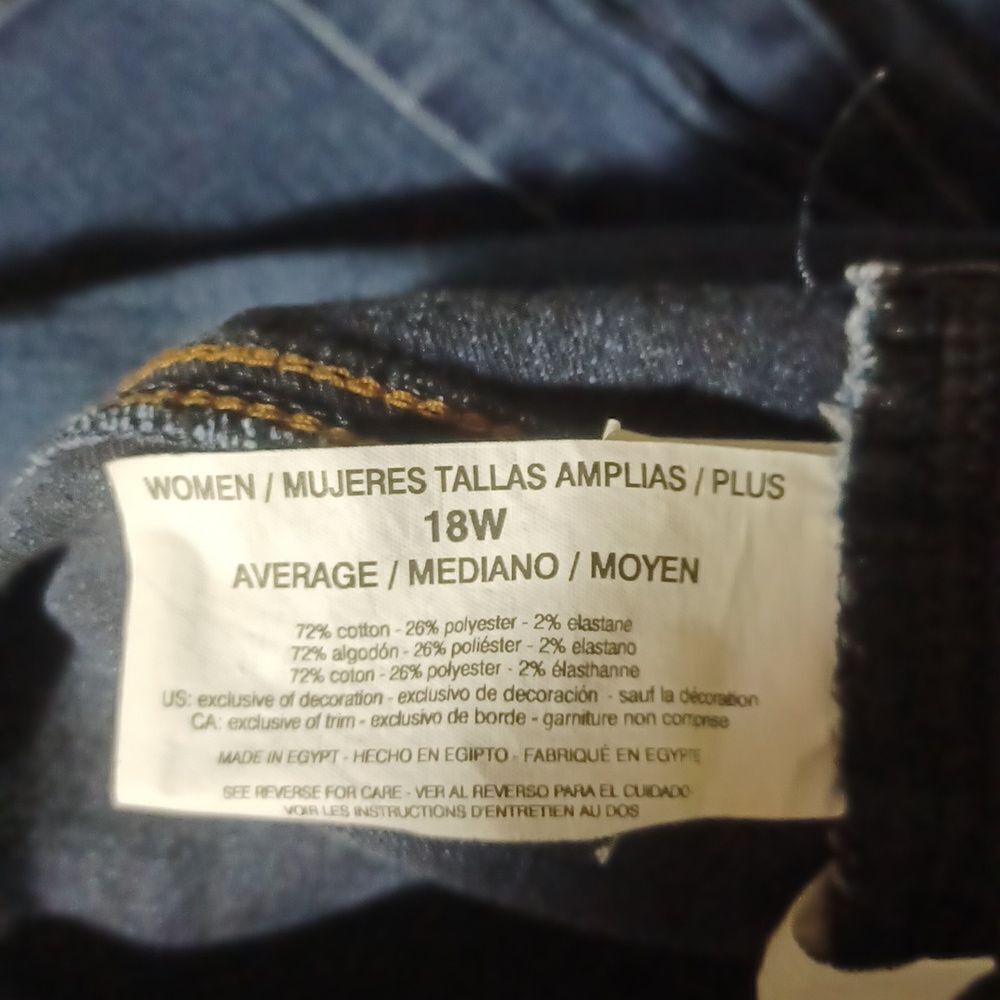 WOMEN / MUJERES TALLAS AMPLIAS / PLUS
18W
AVERAGE / MEDIANO / MOYEN
72% cotton - 26% polyester - 2% elastane
72% algodón - 26% poliéster - 2% elastano
72% coton - 26% polyester - 2% élasthanne
US: exclusive of decoration - exclusivo de decoración - sauf la décoration
CA: exclusive of trim - exclusivo de borde - garniture non comprise
MADE IN EGYPT - HECHO EN EGIPTO - FABRIQUÉ EN EGYPTE
SEE REVERSE FOR CARE - VER AL REVERSO PARA EL CUIDADO
VOIR LES INSTRUCTIONS D'ENTRETIEN AU DOS